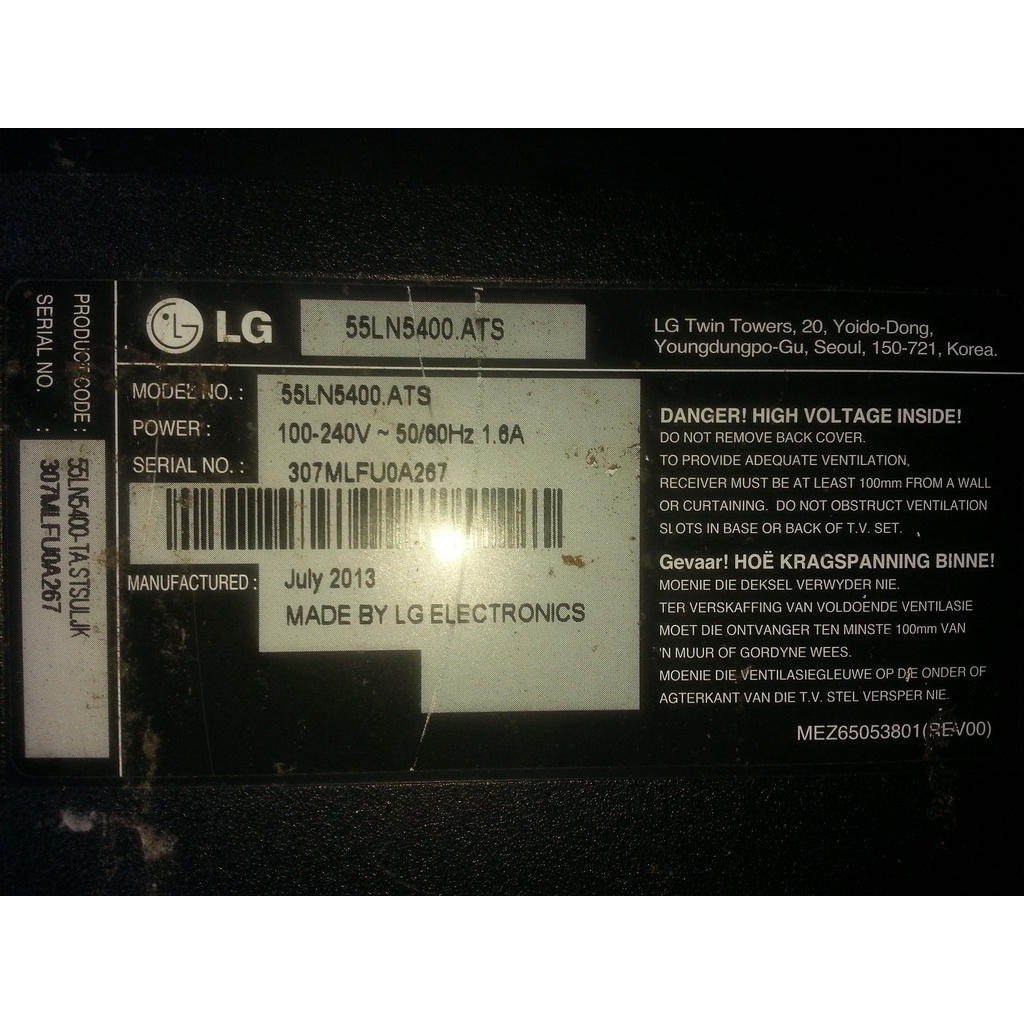 PRODUCT CODE : 55LN5400-TA.STSULJK
SERIAL NO. : 307MLFU0A267
LG
55LN5400.ATS
LG Twin Towers, 20, Yoido-Dong,
Youngdungpo-Gu, Seoul, 150-721, Korea.
MODEL NO. : 55LN5400.ATS
POWER : 100-240V ~ 50/60Hz 1.6A
SERIAL NO. : 307MLFU0A267
MANUFACTURED : July 2013
MADE BY LG ELECTRONICS
DANGER! HIGH VOLTAGE INSIDE!
DO NOT REMOVE BACK COVER.
TO PROVIDE ADEQUATE VENTILATION,
RECEIVER MUST BE AT LEAST 100mm FROM A WALL
OR CURTAINING. DO NOT OBSTRUCT VENTILATION
SLOTS IN BASE OR BACK OF T.V. SET.
Gevaar! HOË KRAGSPANNING BINNE!
MOENIE DIE DEKSEL VERWYDER NIE.
TER VERSKAFFING VAN VOLDOENDE VENTILASIE
MOET DIE ONTVANGER TEN MINSTE 100mm VAN
'N MUUR OF GORDYNE WEES.
MOENIE DIE VENTILASIEGLEUWE OP DIE ONDER OF
AGTERKANT VAN DIE T.V. STEL VERSPER NIE.
MEZ65053801(REV00)